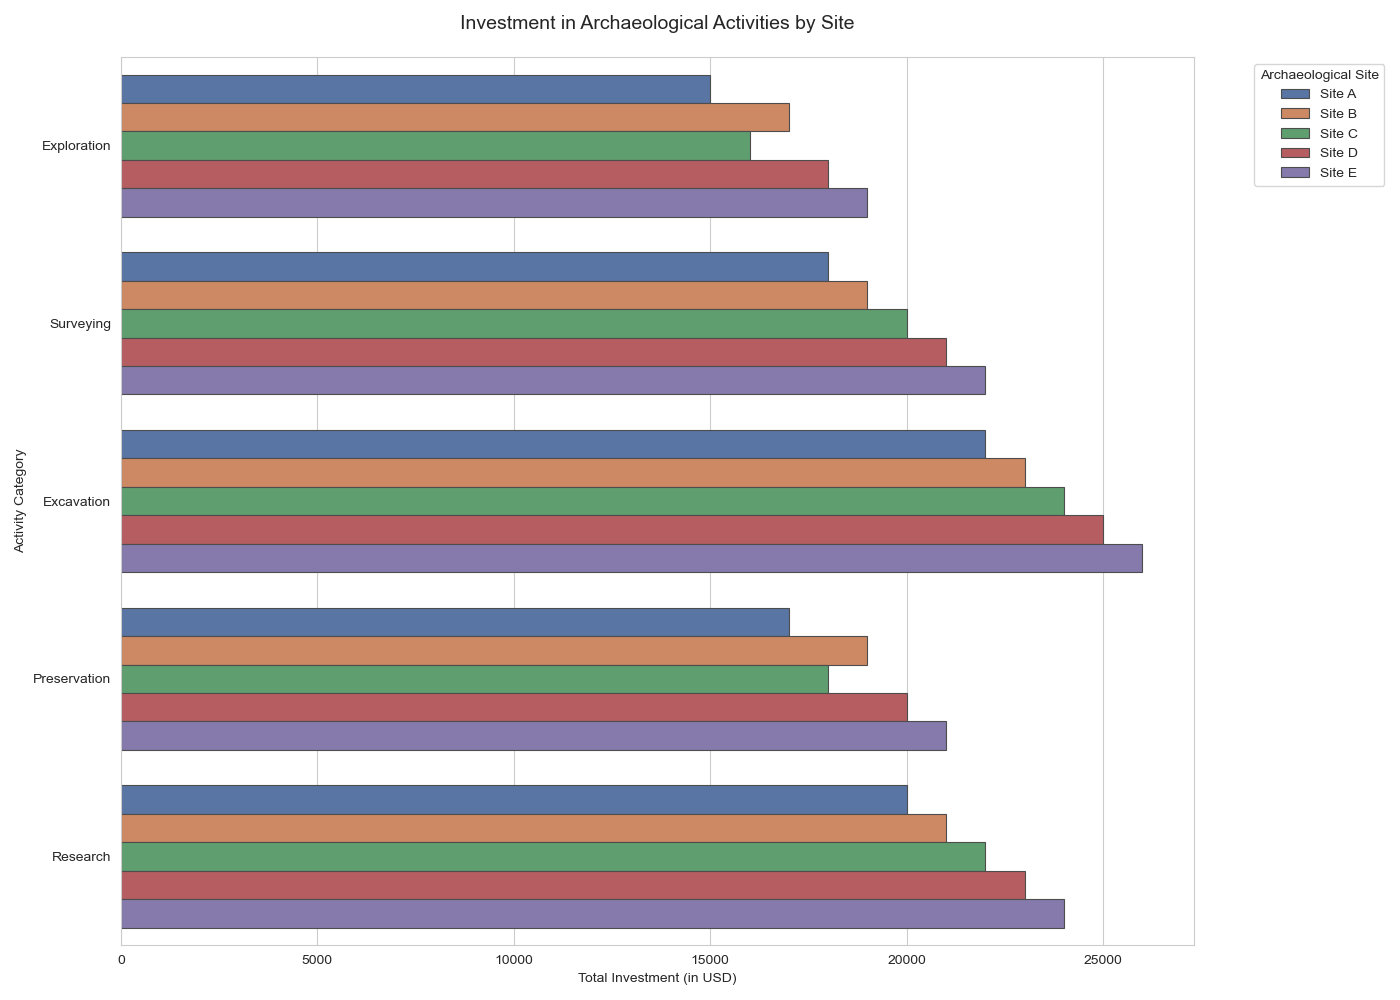 Investment in Archaeological Activities by Site
Archaeological Site
Site A
Site B
Site C
Site D
Site E
Activity Category
Exploration
Surveying
Excavation
Preservation
Research
0 5000 10000 15000 20000 25000
Total Investment (in USD)